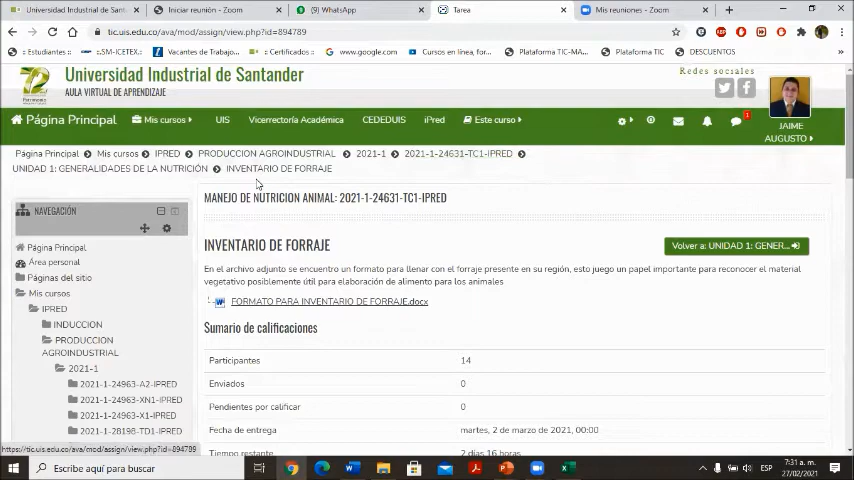 Universidad Industrial de Santand
Iniciar reunión - Zoom
(9) WhatsApp
Tarea
Mis reuniones - Zoom
tic.uis.edu.co/ava/mod/assign/view.php?id=894789
:: Estudiantes ::
..:SM-ICETEX:..
Vacantes de Trabajo...
:: Certificados ::
www.google.com
Cursos en línea, for...
Plataforma TIC-MA...
Plataforma TIC
DESCUENTOS
Universidad Industrial de Santander
AULA VIRTUAL DE APRENDIZAJE
Redes sociales
Página Principal
Mis cursos
UIS
Vicerrectoría Académica
CEDEDUIS
iPred
Este curso
1
JAIME
AUGUSTO
Página Principal
Mis cursos
IPRED
PRODUCCION AGROINDUSTRIAL
2021-1
2021-1-24631-TC1-IPRED
UNIDAD 1: GENERALIDADES DE LA NUTRICIÓN
INVENTARIO DE FORRAJE
NAVEGACIÓN
Página Principal
Área personal
Páginas del sitio
Mis cursos
IPRED
INDUCCION
PRODUCCION
AGROINDUSTRIAL
2021-1
2021-1-24963-A2-IPRED
2021-1-24963-XN1-IPRED
2021-1-24963-X1-IPRED
2021-1-28198-TD1-IPRED
MANEJO DE NUTRICION ANIMAL: 2021-1-24631-TC1-IPRED
INVENTARIO DE FORRAJE
Volver a: UNIDAD 1: GENER...
En el archivo adjunto se encuentro un formato para llenar con el forraje presente en su región, esto juego un papel importante para reconocer el material
vegetativo posiblemente útil para elaboración de alimento para los animales
FORMATO PARA INVENTARIO DE FORRAJE.docx
Sumario de calificaciones
Participantes 14
Enviados 0
Pendientes por calificar 0
Fecha de entrega martes, 2 de marzo de 2021, 00:00
Tiempo restante 2 días 16 horas
https://tic.uis.edu.co/ava/mod/assign/view.php?id=894789
Escribe aquí para buscar
ESP
7:31 a. m.
27/02/2021